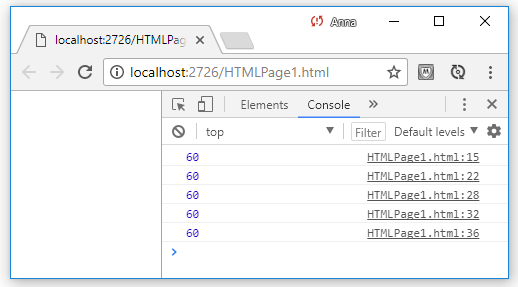 Anna
localhost:2726/HTMLPag
localhost:2726/HTMLPage1.html
Elements Console
top Filter Default levels
60 HTMLPage1.html:15
60 HTMLPage1.html:22
60 HTMLPage1.html:28
60 HTMLPage1.html:32
60 HTMLPage1.html:36